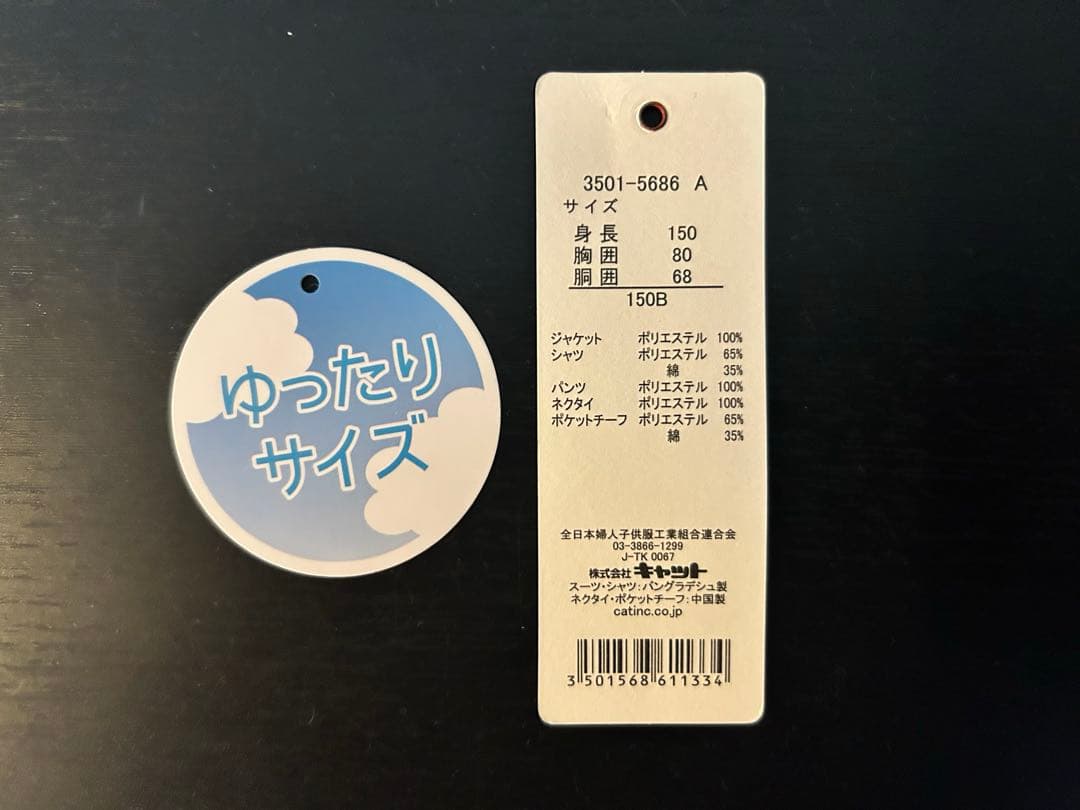 ゆったり
サイズ
3501-5686 A
サイズ
身長 150
胸囲 80
胴囲 68
150B
ジャケット ポリエステル 100%
シャツ ポリエステル 65%
綿 35%
パンツ ポリエステル 100%
ネクタイ ポリエステル 100%
ポケットチーフ ポリエステル 65%
綿 35%
全日本婦人子供服工業組合連合会
03-3866-1299
J-TK 0067
株式会社 キャット
スーツ・シャツ:バングラデシュ製
ネクタイ・ポケットチーフ:中国製
catinc.co.jp
3 501568 611334